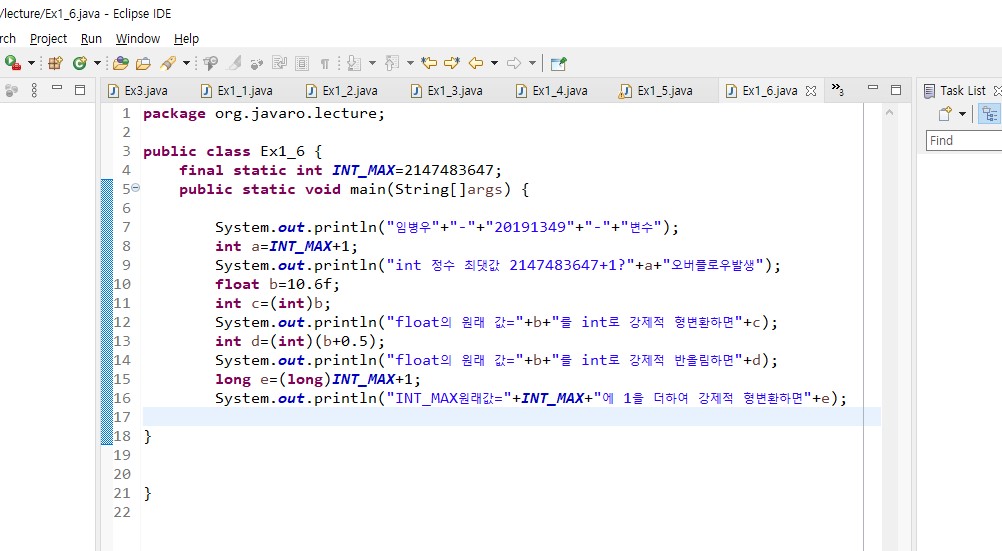 /lecture/Ex1_6.java - Eclipse IDE
rch Project Run Window Help
Ex3.java Ex1_1.java Ex1_2.java Ex1_3.java Ex1_4.java Ex1_5.java Ex1_6.java »3 Task List
Find
1 package org.javaro.lecture;
2
3 public class Ex1_6 {
4 final static int INT_MAX=2147483647;
5 public static void main(String[]args) {
6
7 System.out.println("임병우"+"-"+"20191349"+"-"+"변수");
8 int a=INT_MAX+1;
9 System.out.println("int 정수 최댓값 2147483647+1?"+a+"오버플로우발생");
10 float b=10.6f;
11 int c=(int)b;
12 System.out.println("float의 원래 값="+b+"를 int로 강제적 형변환하면"+c);
13 int d=(int)(b+0.5);
14 System.out.println("float의 원래 값="+b+"를 int로 강제적 반올림하면"+d);
15 long e=(long)INT_MAX+1;
16 System.out.println("INT_MAX원래값="+INT_MAX+"에 1을 더하여 강제적 형변환하면"+e);
17
18 }
19
20
21 }
22